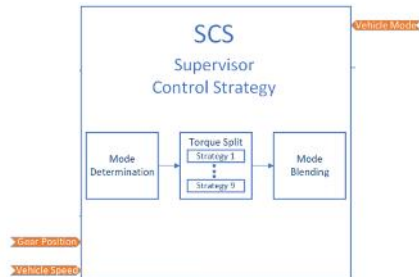 SCS
Vehicle Mode
Supervisor
Control Strategy
Mode
Determination
Torque Split
Strategy 1
Strategy 9
Mode
Blending
Gear Position
Vehicle Speed